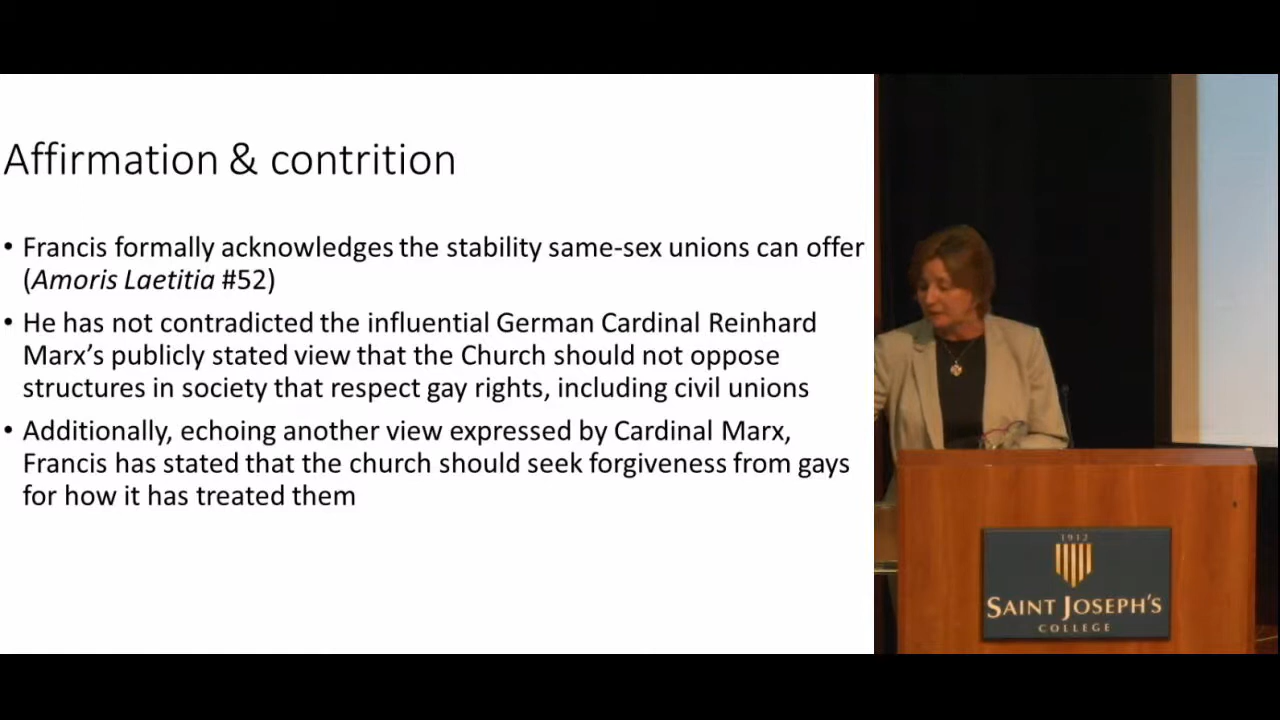 Affirmation & contrition
• Francis formally acknowledges the stability same-sex unions can offer
(Amoris Laetitia #52)
• He has not contradicted the influential German Cardinal Reinhard
Marx’s publicly stated view that the Church should not oppose
structures in society that respect gay rights, including civil unions
• Additionally, echoing another view expressed by Cardinal Marx,
Francis has stated that the church should seek forgiveness from gays
for how it has treated them
1912
SAINT JOSEPH'S
COLLEGE